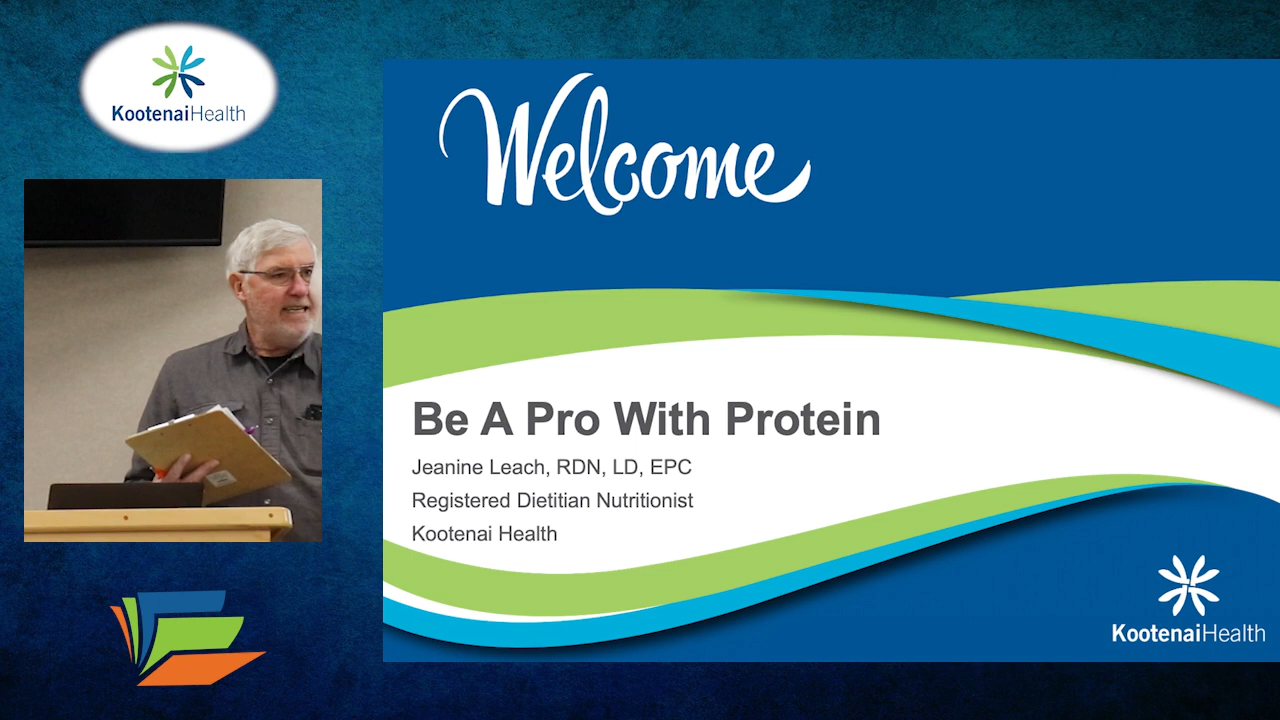 KootenaiHealth
Welcome
Be A Pro With Protein
Jeanine Leach, RDN, LD, EPC
Registered Dietitian Nutritionist
Kootenai Health
KootenaiHealth